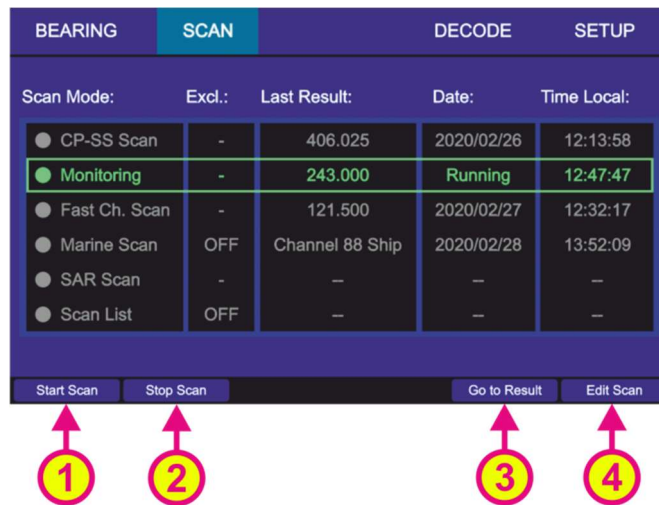 BEARING SCAN DECODE SETUP
Scan Mode: Excl.: Last Result: Date: Time Local:
CP-SS Scan - 406.025 2020/02/26 12:13:58
Monitoring - 243.000 Running 12:47:47
Fast Ch. Scan - 121.500 2020/02/27 12:32:17
Marine Scan OFF Channel 88 Ship 2020/02/28 13:52:09
SAR Scan - -- -- --
Scan List OFF -- -- --
Start Scan Stop Scan Go to Result Edit Scan
1 2 3 4